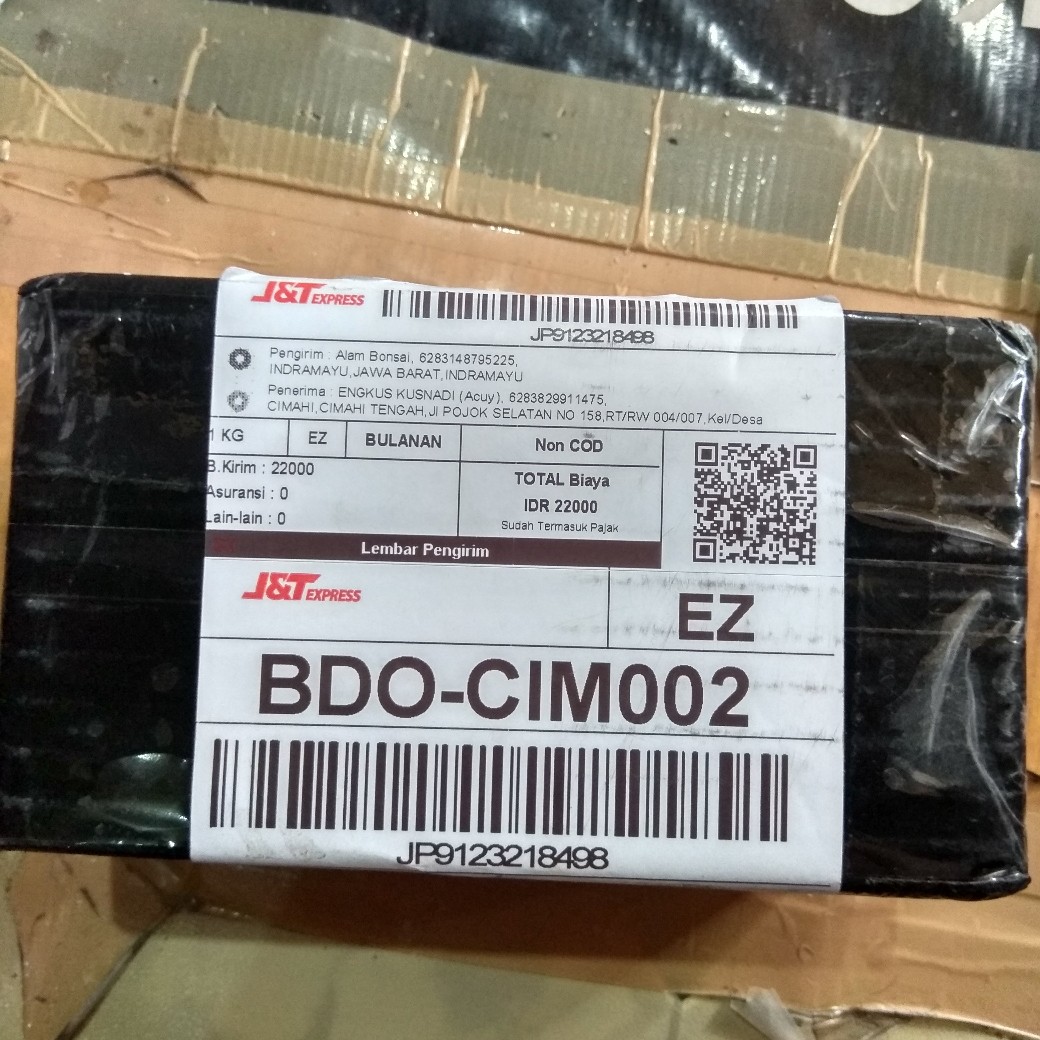 J&T EXPRESS
JP9123218498
Pengirim : Alam Bonsai, 6283148795225,
INDRAMAYU,JAWA BARAT,INDRAMAYU
Penerima : ENGKUS KUSNADI (Acuy), 6283829911475,
CIMAHI,CIMAHI TENGAH,Jl POJOK SELATAN NO 158,RT/RW 004/007,Kel/Desa
1 KG EZ BULANAN Non COD
B.Kirim : 22000
Asuransi : 0
Lain-lain : 0
TOTAL Biaya
IDR 22000
Sudah Termasuk Pajak
Lembar Pengirim
J&T EXPRESS
EZ
BDO-CIM002
JP9123218498